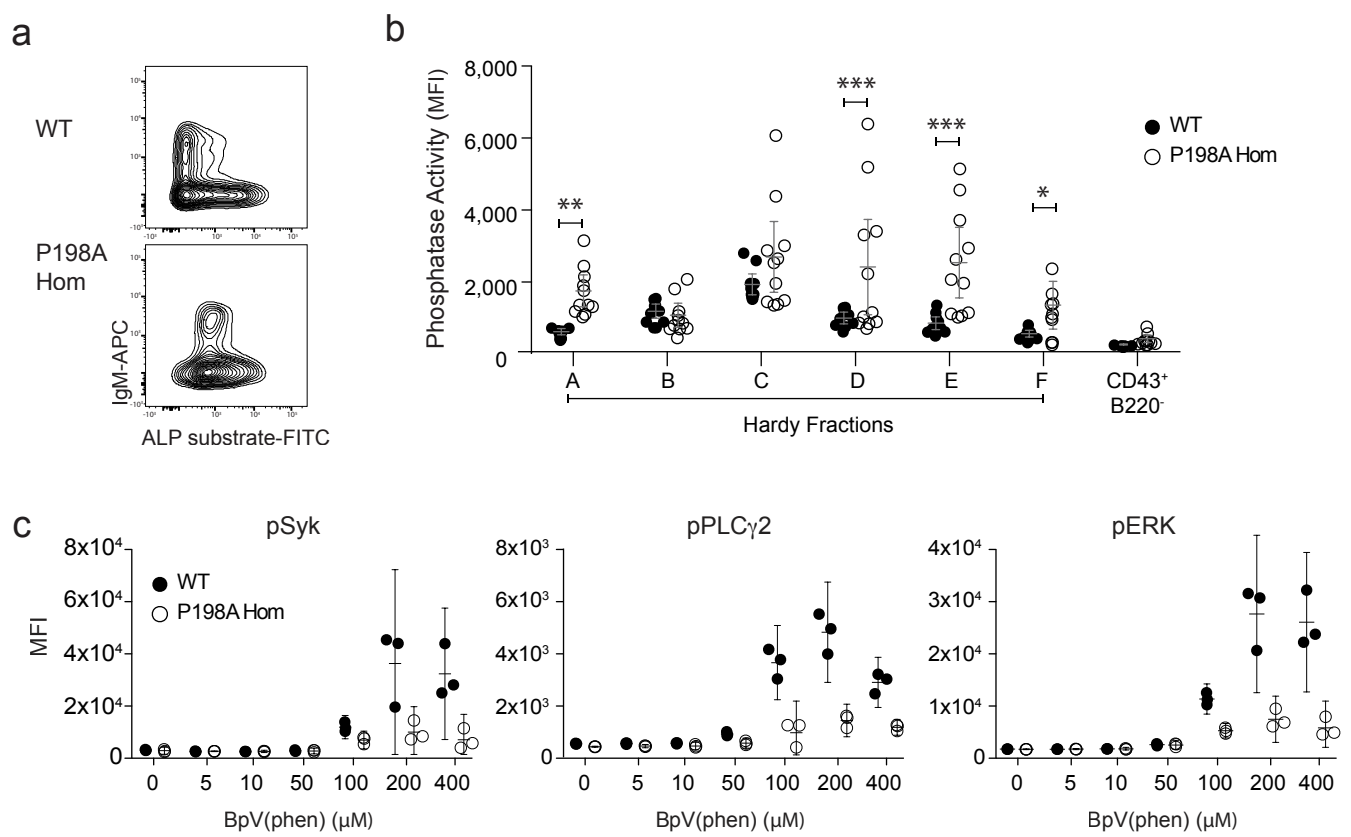 a
WT
P198A
Hom
IgM-APC
ALP substrate-FITC
b
Phosphatase Activity (MFI)
8,000
6,000
4,000
2,000
0
**
***
***
*
WT
P198A Hom
A B C D E F CD43⁺
B220⁻
Hardy Fractions
c
pSyk
MFI
8x10⁴
6x10⁴
4x10⁴
2x10⁴
0
WT
P198A Hom
0 5 10 50 100 200 400
BpV(phen) (µM)
pPLCγ2
8x10³
6x10³
4x10³
2x10³
0
0 5 10 50 100 200 400
BpV(phen) (µM)
pERK
4x10⁴
3x10⁴
2x10⁴
1x10⁴
0
0 5 10 50 100 200 400
BpV(phen) (µM)